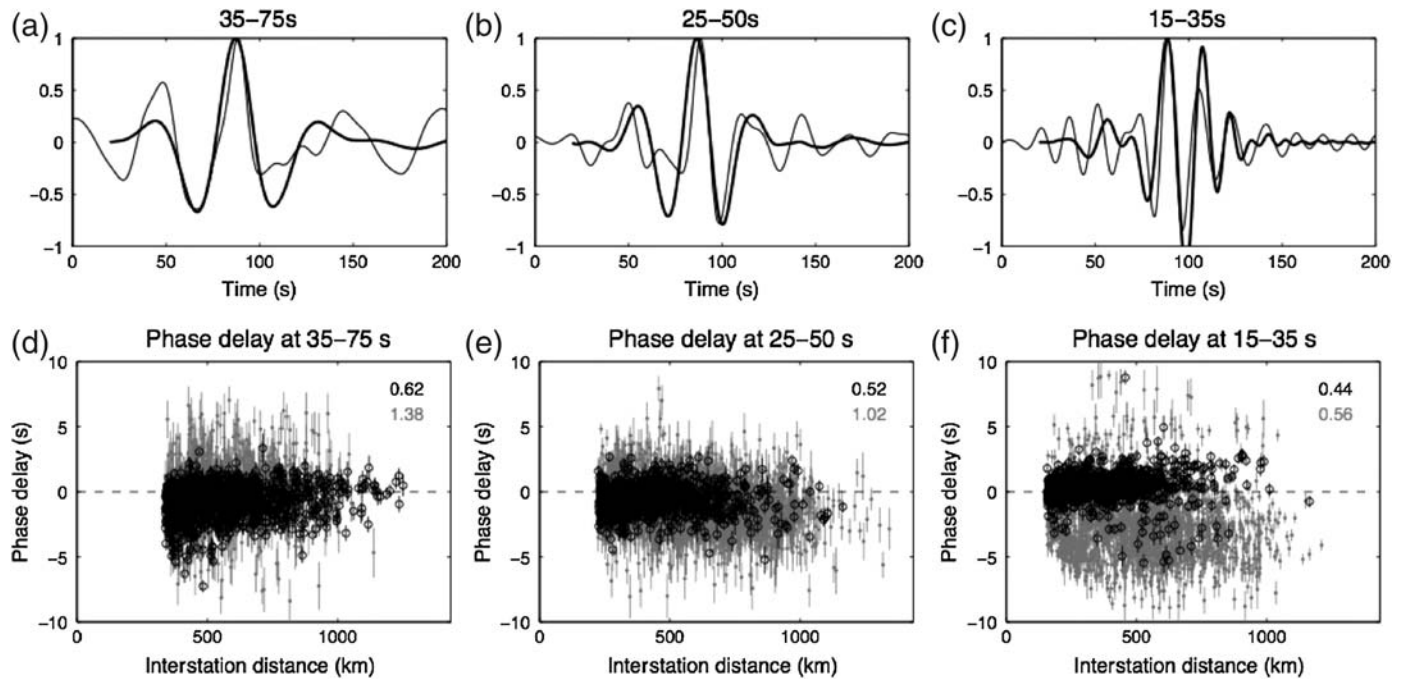 (a) 35–75s
1
0.5
0
−0.5
−1
0 50 100 150 200
Time (s)
(b) 25–50s
1
0.5
0
−0.5
−1
0 50 100 150 200
Time (s)
(c) 15–35s
1
0.5
0
−0.5
−1
0 50 100 150 200
Time (s)
(d) Phase delay at 35–75 s
Phase delay (s)
10
5
0
−5
−10
0.62
1.38
0 500 1000
Interstation distance (km)
(e) Phase delay at 25–50 s
Phase delay (s)
10
5
0
−5
−10
0.52
1.02
0 500 1000
Interstation distance (km)
(f) Phase delay at 15–35 s
Phase delay (s)
10
5
0
−5
−10
0.44
0.56
0 500 1000
Interstation distance (km)